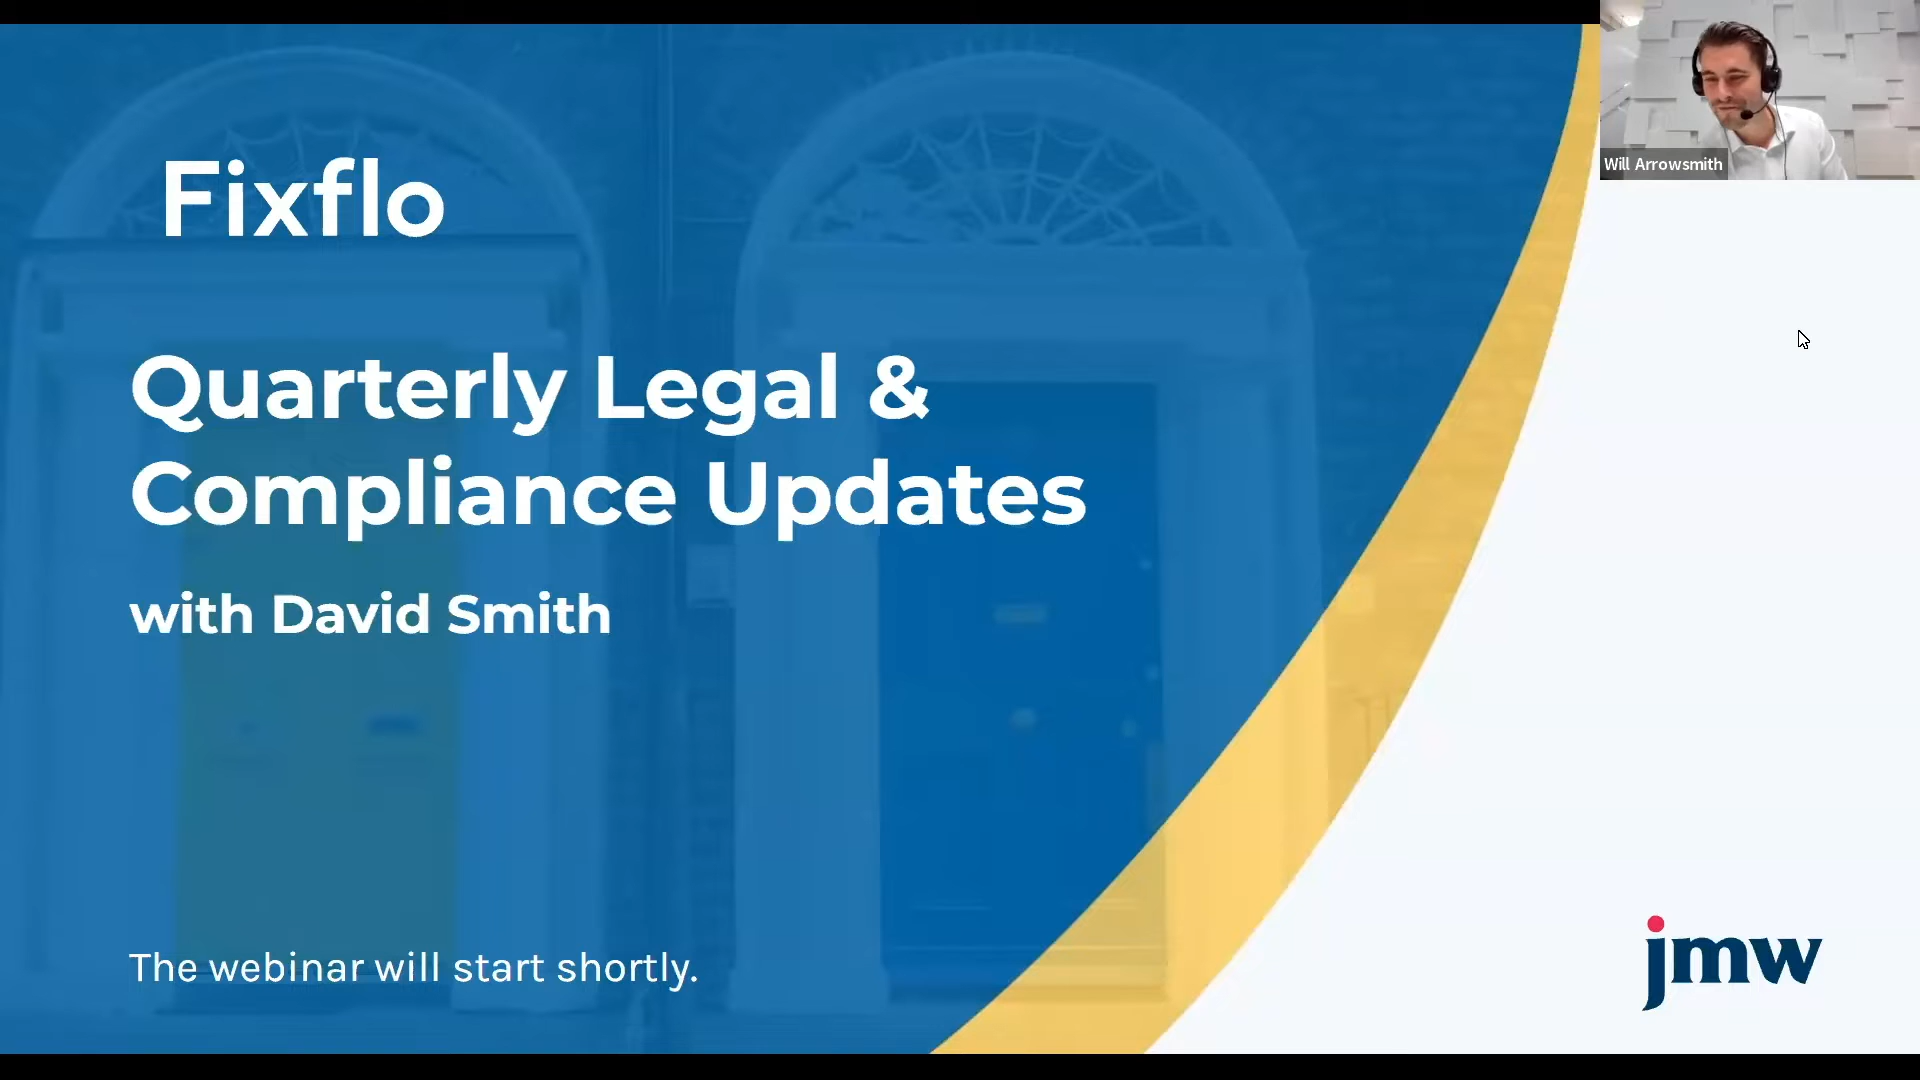 Fixflo
Quarterly Legal &
Compliance Updates
with David Smith
The webinar will start shortly.
Will Arrowsmith
jmw